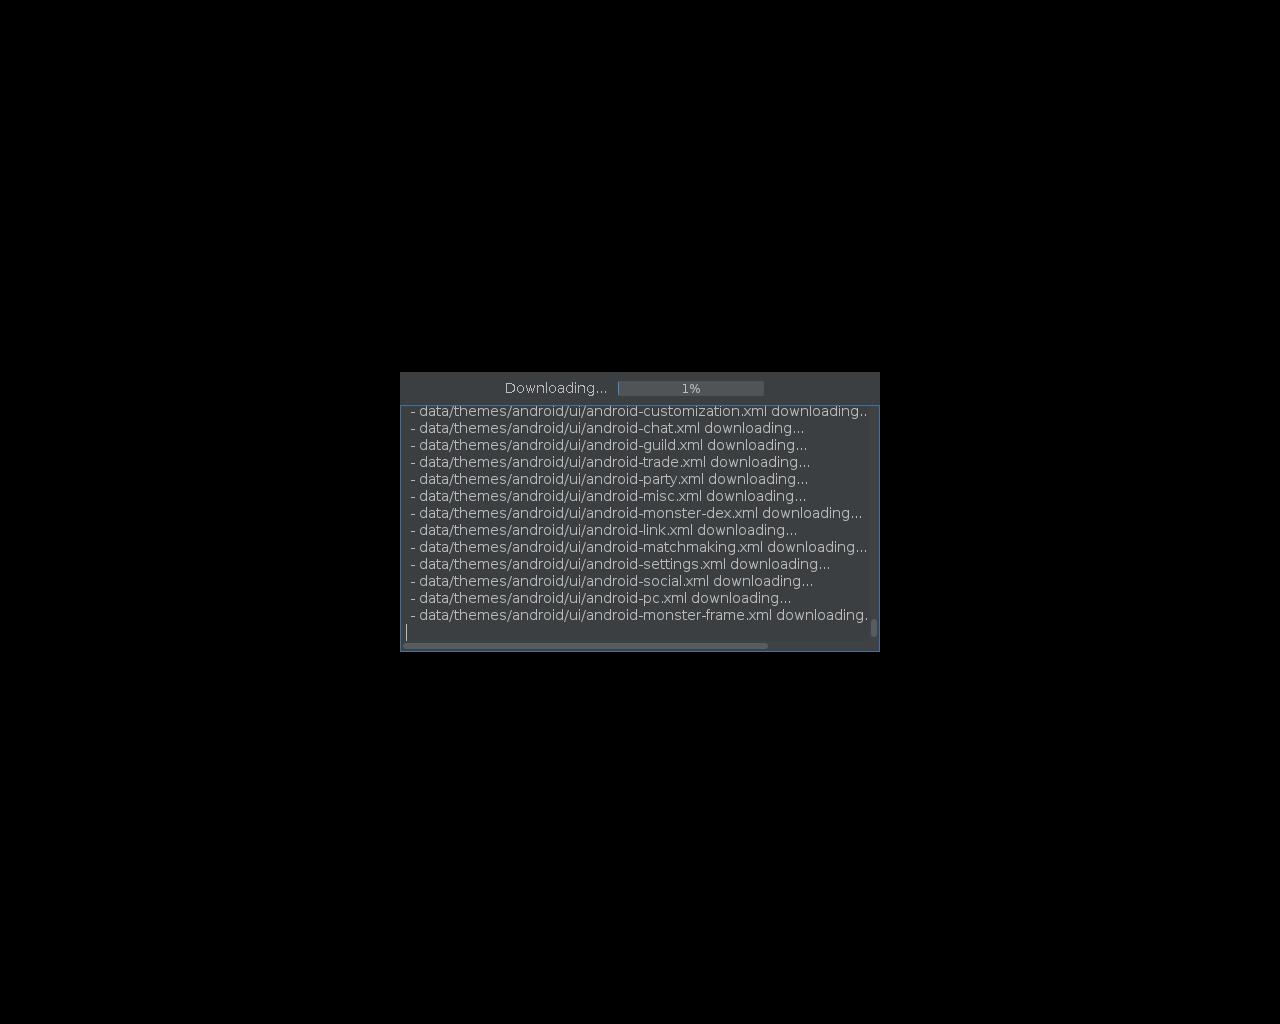 Downloading... 1%
- data/themes/android/ui/android-customization.xml downloading..
- data/themes/android/ui/android-chat.xml downloading...
- data/themes/android/ui/android-guild.xml downloading...
- data/themes/android/ui/android-trade.xml downloading...
- data/themes/android/ui/android-party.xml downloading...
- data/themes/android/ui/android-misc.xml downloading...
- data/themes/android/ui/android-monster-dex.xml downloading...
- data/themes/android/ui/android-link.xml downloading...
- data/themes/android/ui/android-matchmaking.xml downloading...
- data/themes/android/ui/android-settings.xml downloading...
- data/themes/android/ui/android-social.xml downloading...
- data/themes/android/ui/android-pc.xml downloading...
- data/themes/android/ui/android-monster-frame.xml downloading.